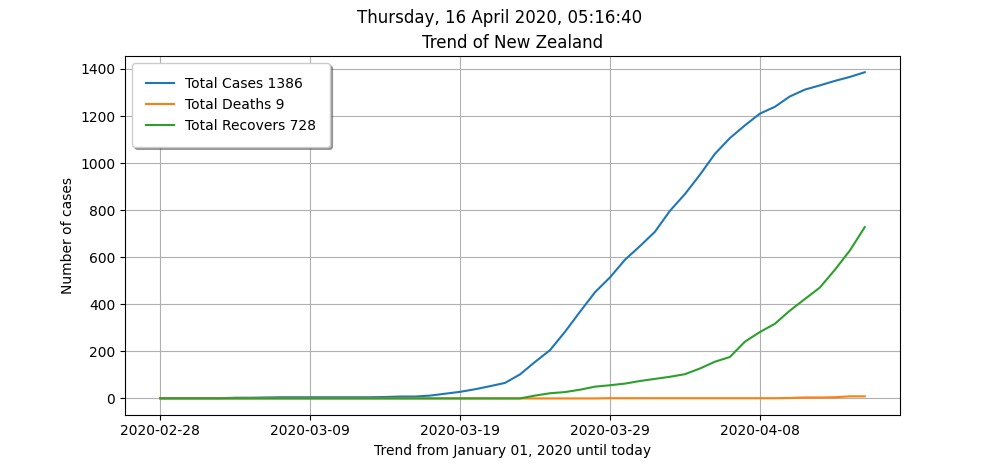 Thursday, 16 April 2020, 05:16:40
Trend of New Zealand
1400
1200
1000
800
600
400
200
0
Number of cases
Total Cases 1386
Total Deaths 9
Total Recovers 728
2020-02-28 2020-03-09 2020-03-19 2020-03-29 2020-04-08
Trend from January 01, 2020 until today